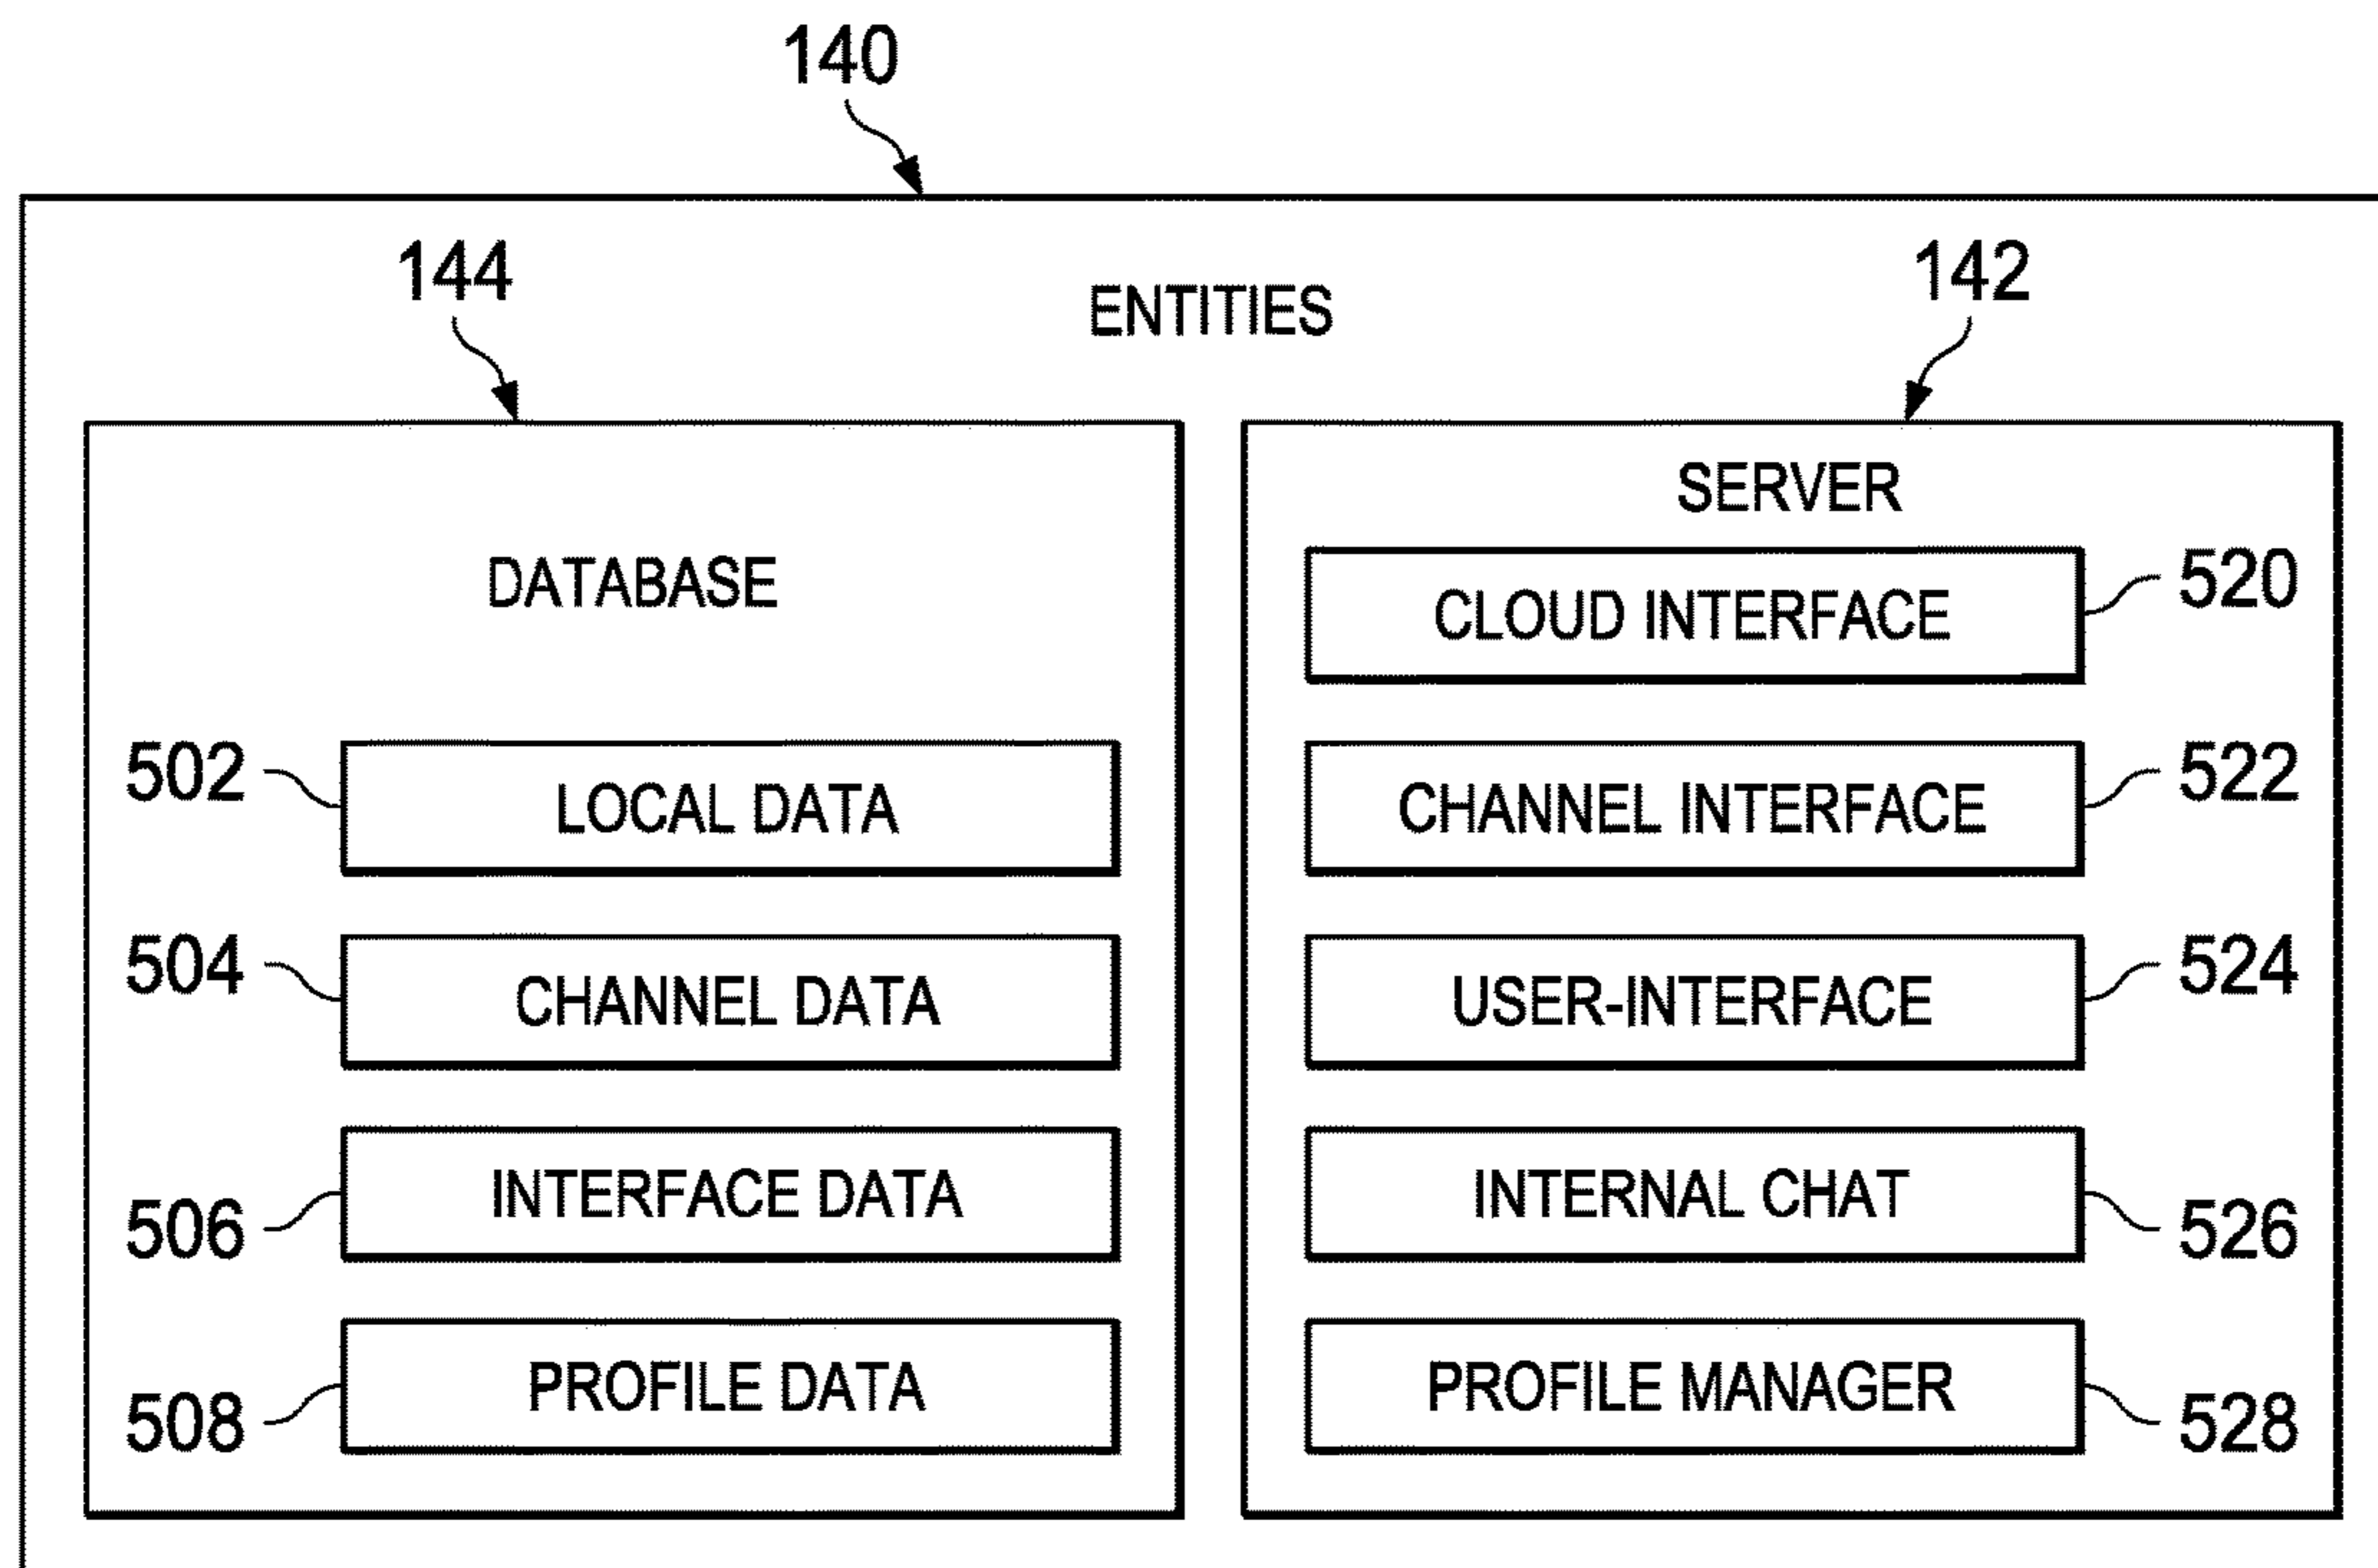 140
144
ENTITIES
142
DATABASE
502
LOCAL DATA
504
CHANNEL DATA
506
INTERFACE DATA
508
PROFILE DATA
SERVER
CLOUD INTERFACE
520
CHANNEL INTERFACE
522
USER-INTERFACE
524
INTERNAL CHAT
526
PROFILE MANAGER
528